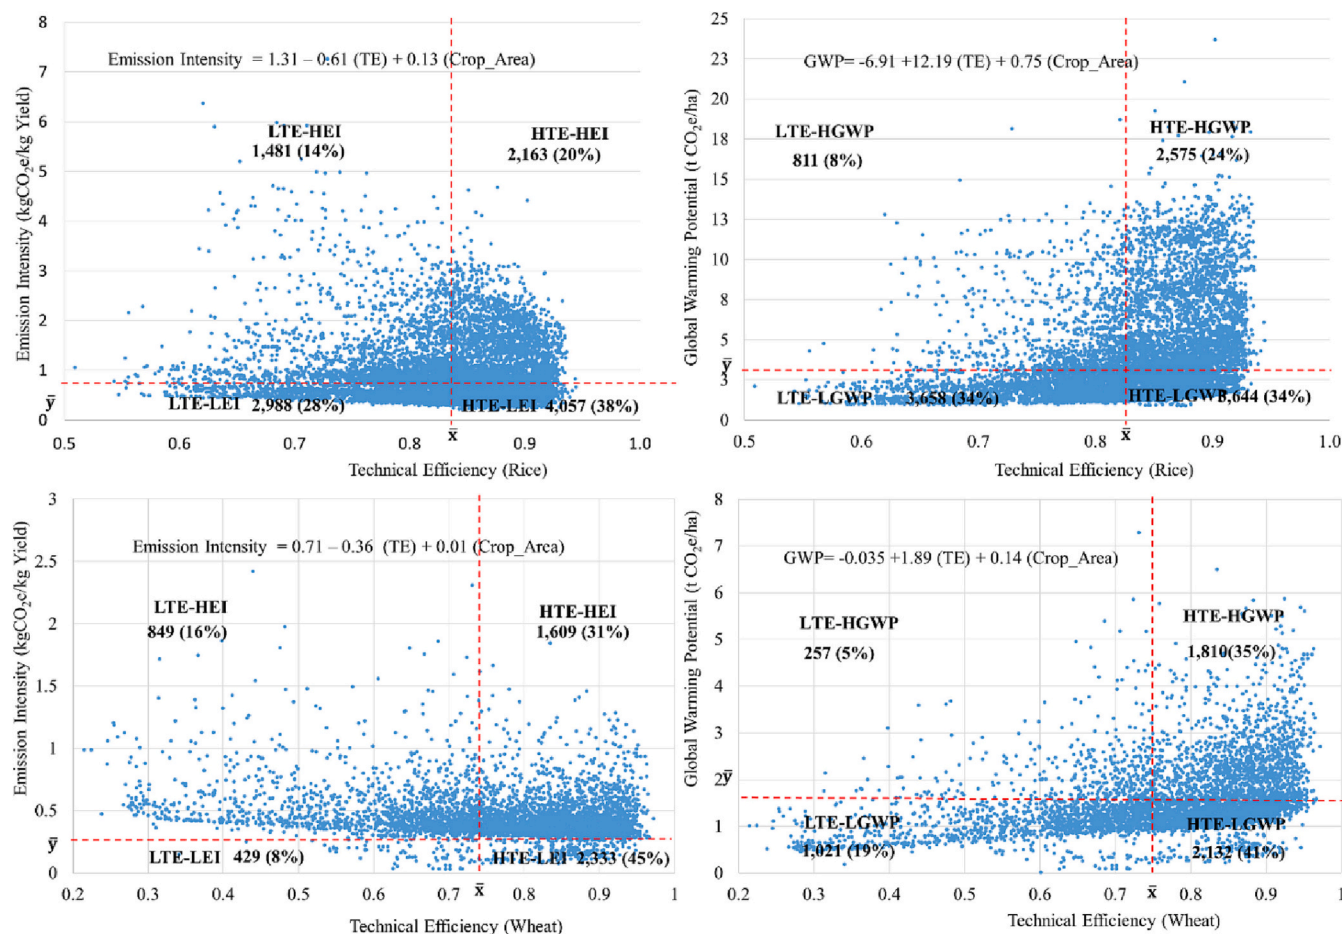 8
7
6
5
4
3
2
1
0
Emission Intensity (kgCO₂e/kg Yield)
Emission Intensity = 1.31 – 0.61 (TE) + 0.13 (Crop_Area)
LTE-HEI
1,481 (14%)
HTE-HEI
2,163 (20%)
LTE-LEI 2,988 (28%)
HTE-LEI 4,057 (38%)
ȳ
x̄
0.5 0.6 0.7 0.8 0.9 1.0
Technical Efficiency (Rice)
25
23
20
18
15
13
10
8
5
3
0
Global Warming Potential (t CO₂e/ha)
GWP= -6.91 +12.19 (TE) + 0.75 (Crop_Area)
LTE-HGWP
811 (8%)
HTE-HGWP
2,575 (24%)
LTE-LGWP 3,658 (34%)
HTE-LGWP 3,644 (34%)
ȳ
x̄
0.5 0.6 0.7 0.8 0.9 1.0
Technical Efficiency (Rice)
3
2.5
2
1.5
1
0.5
0
Emission Intensity (kgCO₂e/kg Yield)
Emission Intensity = 0.71 – 0.36 (TE) + 0.01 (Crop_Area)
LTE-HEI
849 (16%)
HTE-HEI
1,609 (31%)
LTE-LEI 429 (8%)
HTE-LEI 2,333 (45%)
ȳ
x̄
0.2 0.3 0.4 0.5 0.6 0.7 0.8 0.9 1
Technical Efficiency (Wheat)
8
7
6
5
4
3
2
1
0
Global Warming Potential (t CO₂e/ha)
GWP= -0.035 +1.89 (TE) + 0.14 (Crop_Area)
LTE-HGWP
257 (5%)
HTE-HGWP
1,810(35%)
LTE-LGWP
1,021 (19%)
HTE-LGWP
2,132 (41%)
ȳ
x̄
0.2 0.3 0.4 0.5 0.6 0.7 0.8 0.9 1
Technical Efficiency (Wheat)